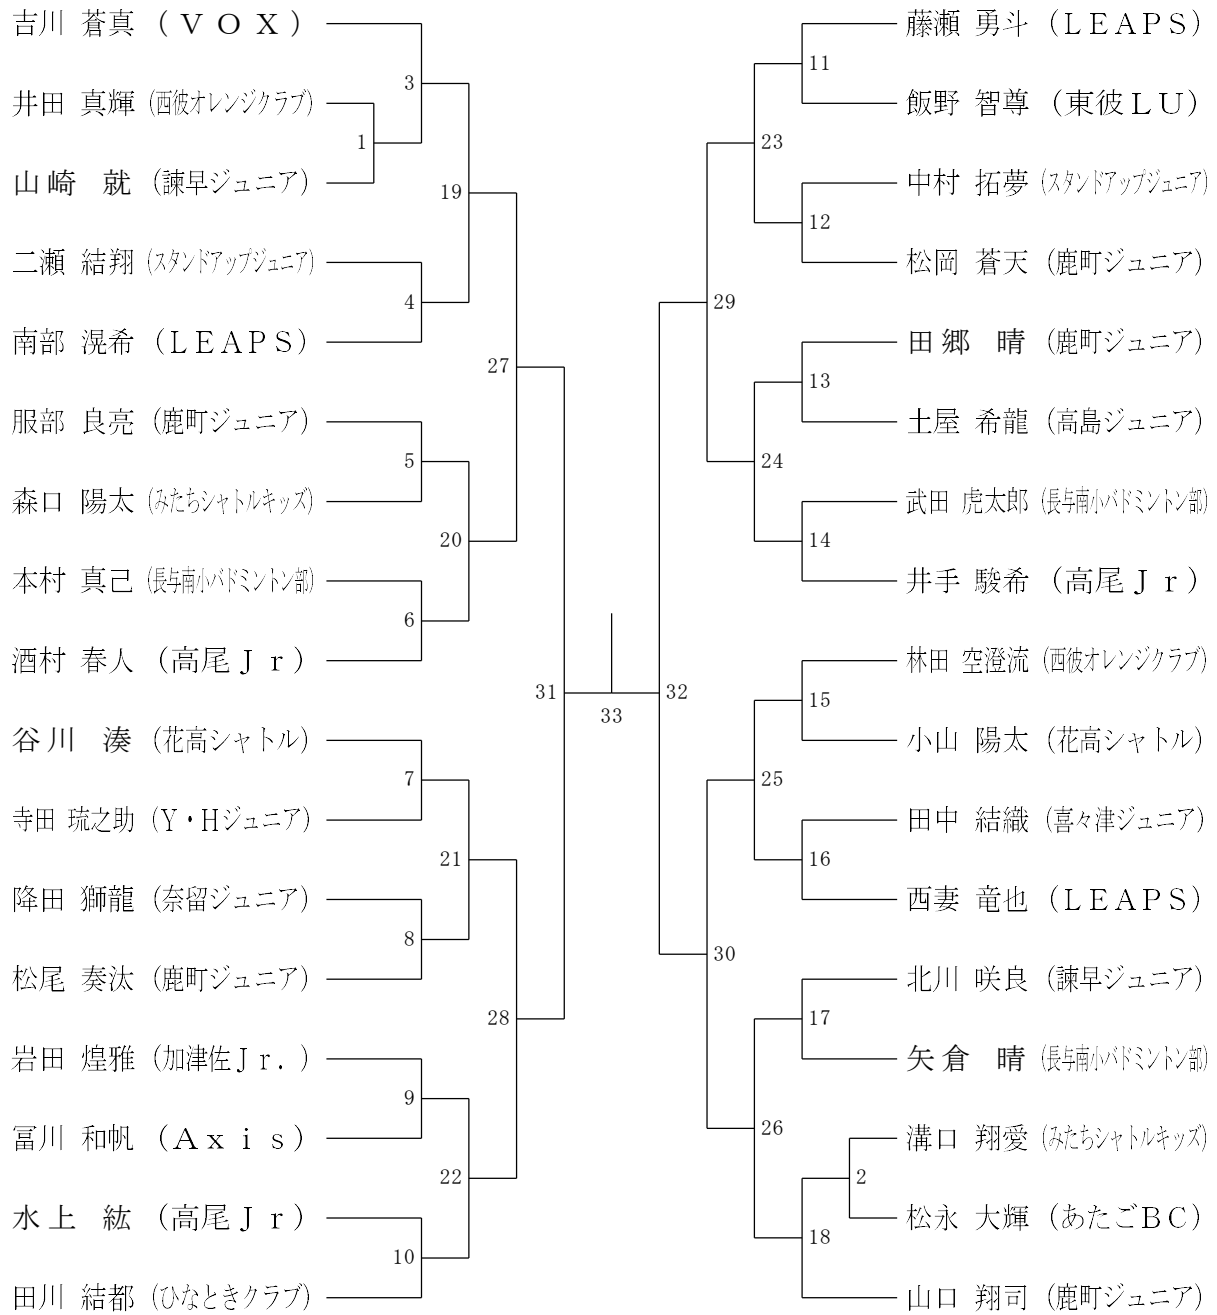 吉川 蒼真 (ＶＯＸ)
3
井田 真輝 (西彼オレンジクラブ)
1
山崎 就 (諫早ジュニア)
19
二瀬 結翔 (スタンドアップジュニア)
4
南部 滉希 (ＬＥＡＰＳ)
27
服部 良亮 (鹿町ジュニア)
5
森口 陽太 (みたちシャトルキッズ)
20
本村 真己 (長与南小バドミントン部)
6
酒村 春人 (高尾Ｊｒ)
31
33
谷川 湊 (花高シャトル)
7
寺田 琉之助 (Y・Hジュニア)
21
降田 獅龍 (奈留ジュニア)
8
松尾 奏汰 (鹿町ジュニア)
28
岩田 煌雅 (加津佐Ｊｒ．)
9
冨川 和帆 (Ａｘｉｓ)
22
水上 紘 (高尾Ｊｒ)
10
田川 結都 (ひなときクラブ)
藤瀬 勇斗 (ＬＥＡＰＳ)
11
飯野 智尊 (東彼ＬＵ)
23
中村 拓夢 (スタンドアップジュニア)
12
松岡 蒼天 (鹿町ジュニア)
29
田郷 晴 (鹿町ジュニア)
13
土屋 希龍 (高島ジュニア)
24
武田 虎太郎 (長与南小バドミントン部)
14
井手 駿希 (高尾Ｊｒ)
32
林田 空澄流 (西彼オレンジクラブ)
15
小山 陽太 (花高シャトル)
25
田中 結織 (喜々津ジュニア)
16
西妻 竜也 (ＬＥＡＰＳ)
30
北川 咲良 (諫早ジュニア)
17
矢倉 晴 (長与南小バドミントン部)
26
溝口 翔愛 (みたちシャトルキッズ)
2
松永 大輝 (あたごＢＣ)
18
山口 翔司 (鹿町ジュニア)